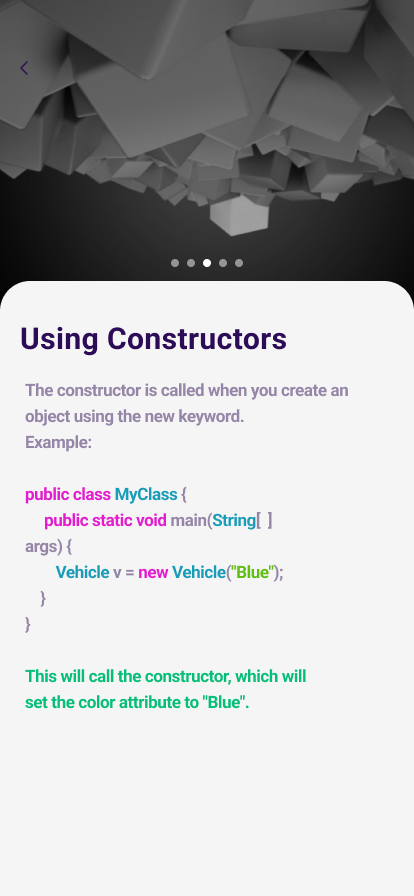 Using Constructors
The constructor is called when you create an
object using the new keyword.
Example:
public class MyClass {
public static void main(String[ ]
args) {
Vehicle v = new Vehicle("Blue");
}
}
This will call the constructor, which will
set the color attribute to "Blue".